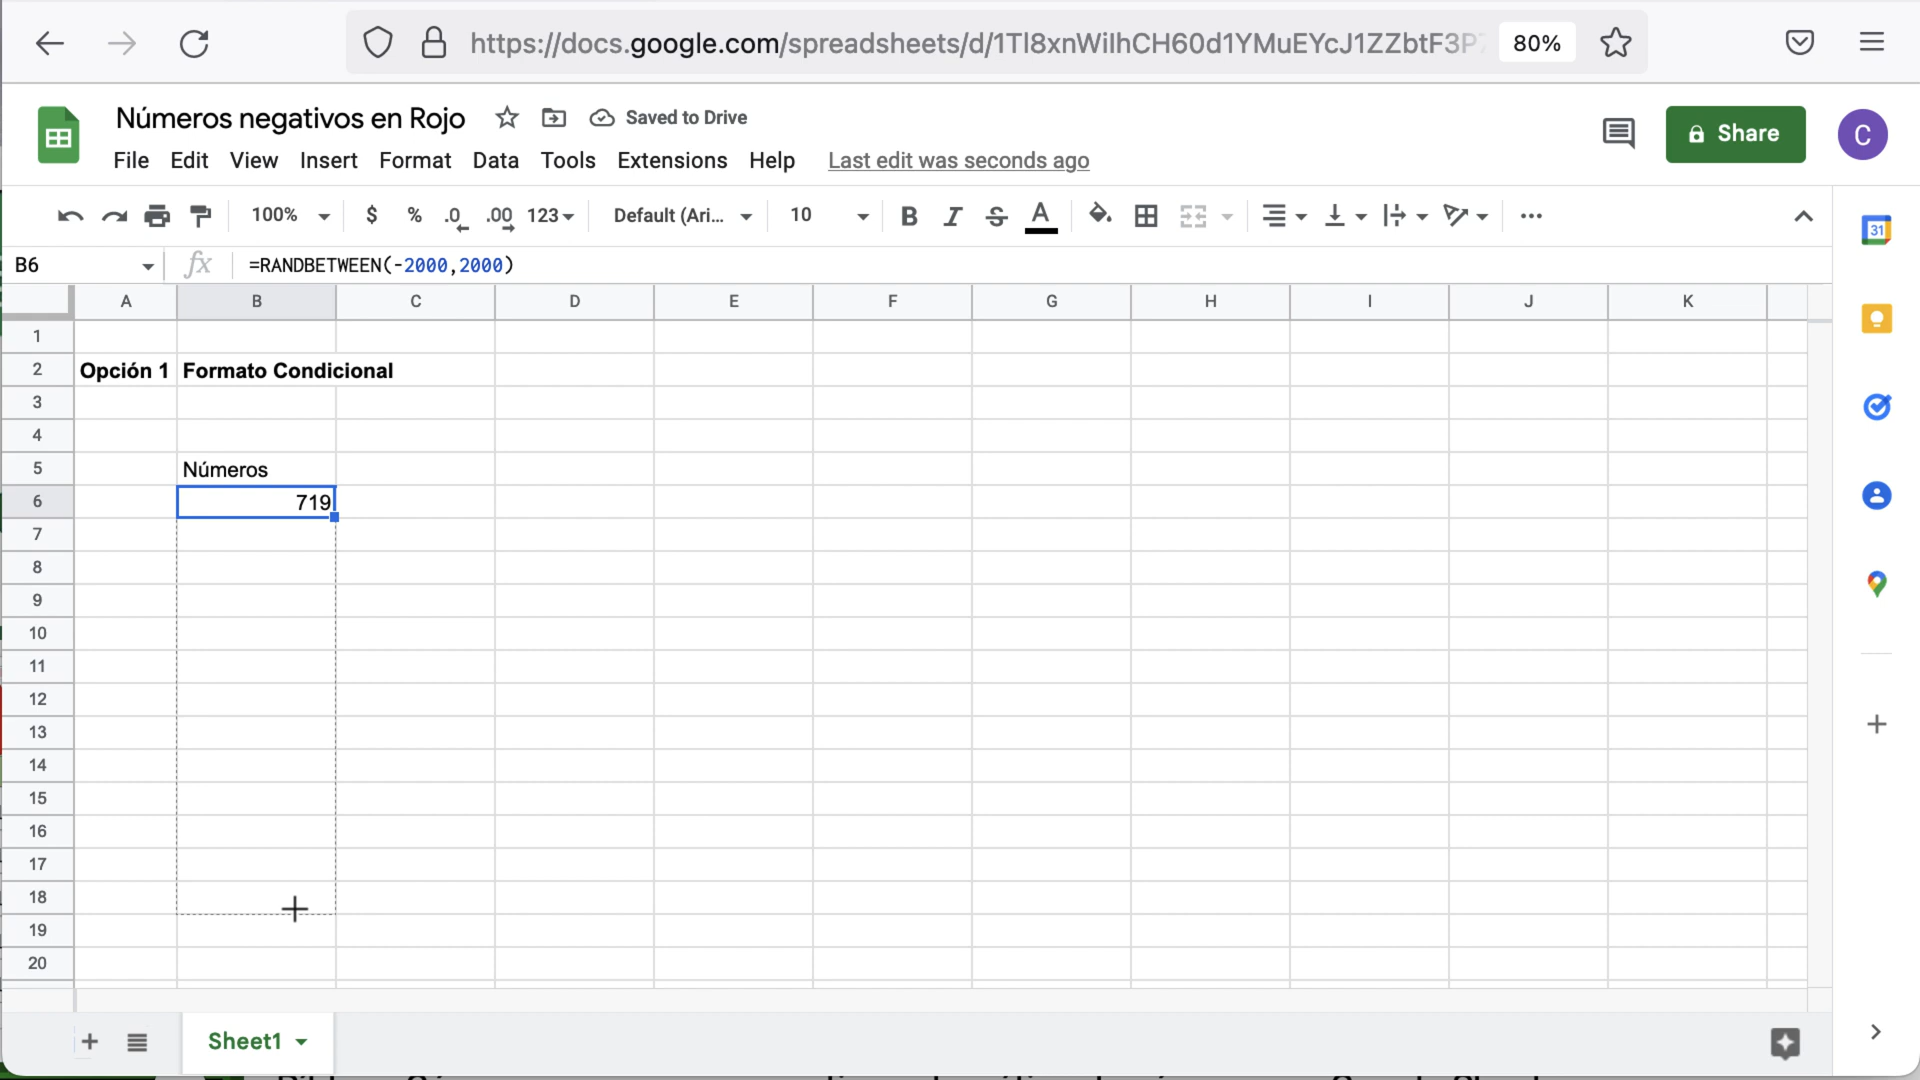 https://docs.google.com/spreadsheets/d/1Tl8xnWilhCH60d1YMuEYcJ1ZZbtF3P 80%
Números negativos en Rojo Saved to Drive
File Edit View Insert Format Data Tools Extensions Help Last edit was seconds ago
Share C
100% $ % .0 .00 123 Default (Ari... 10 B I S A ...
31
B6 fx =RANDBETWEEN(-2000,2000)
A B C D E F G H I J K
1
2 Opción 1 Formato Condicional
3
4
5 Números
6 719
7
8
9
10
11
12
13
14
15
16
17
18
19
20
+ Sheet1